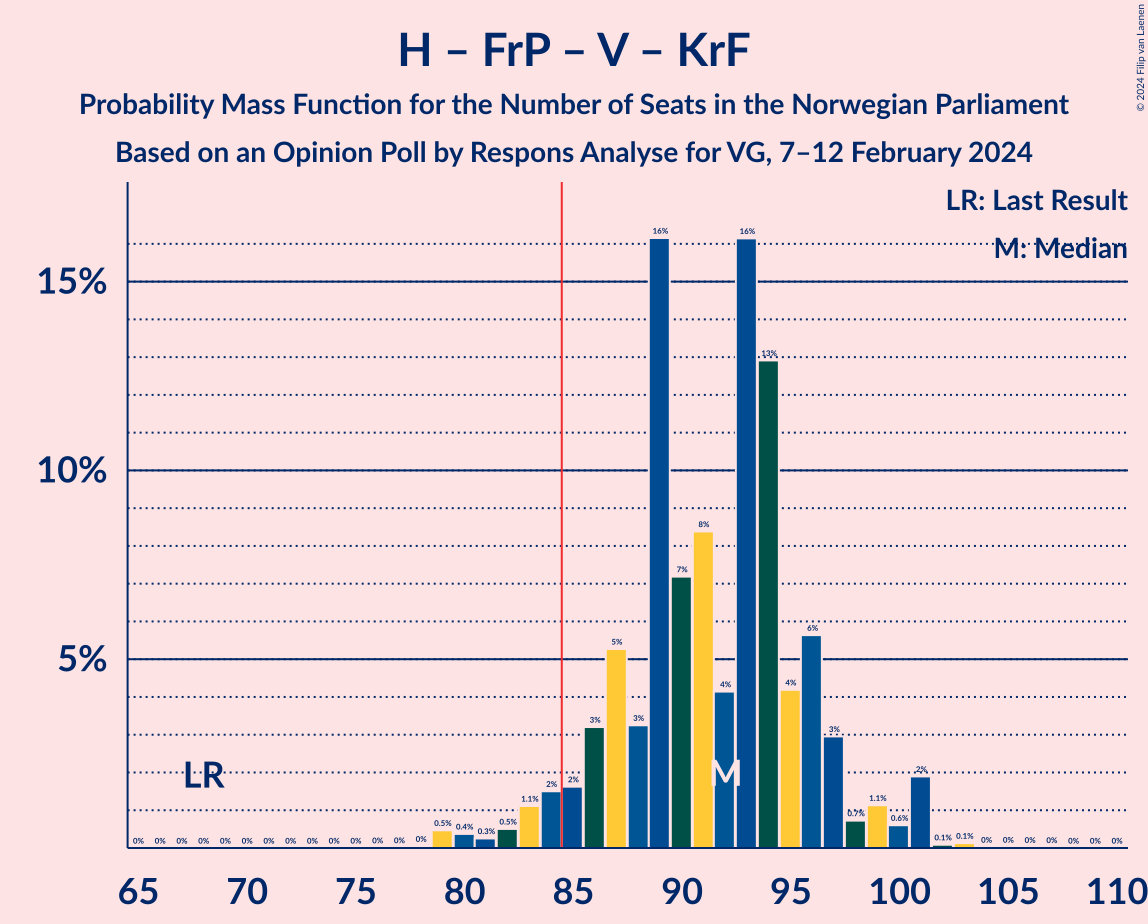 H – FrP – V – KrF
Probability Mass Function for the Number of Seats in the Norwegian Parliament
Based on an Opinion Poll by Respons Analyse for VG, 7–12 February 2024
© 2024 Filip van Laenen
LR: Last Result
M: Median
15%
10%
5%
LR
M
0% 0% 0% 0% 0% 0% 0% 0% 0% 0% 0% 0% 0% 0% 0.5% 0.4% 0.3% 0.5% 1.1% 2% 2% 3% 5% 3% 16% 7% 8% 4% 16% 13% 4% 6% 3% 0.7% 1.1% 0.6% 2% 0.1% 0.1% 0% 0% 0% 0% 0% 0% 0%
65 70 75 80 85 90 95 100 105 110